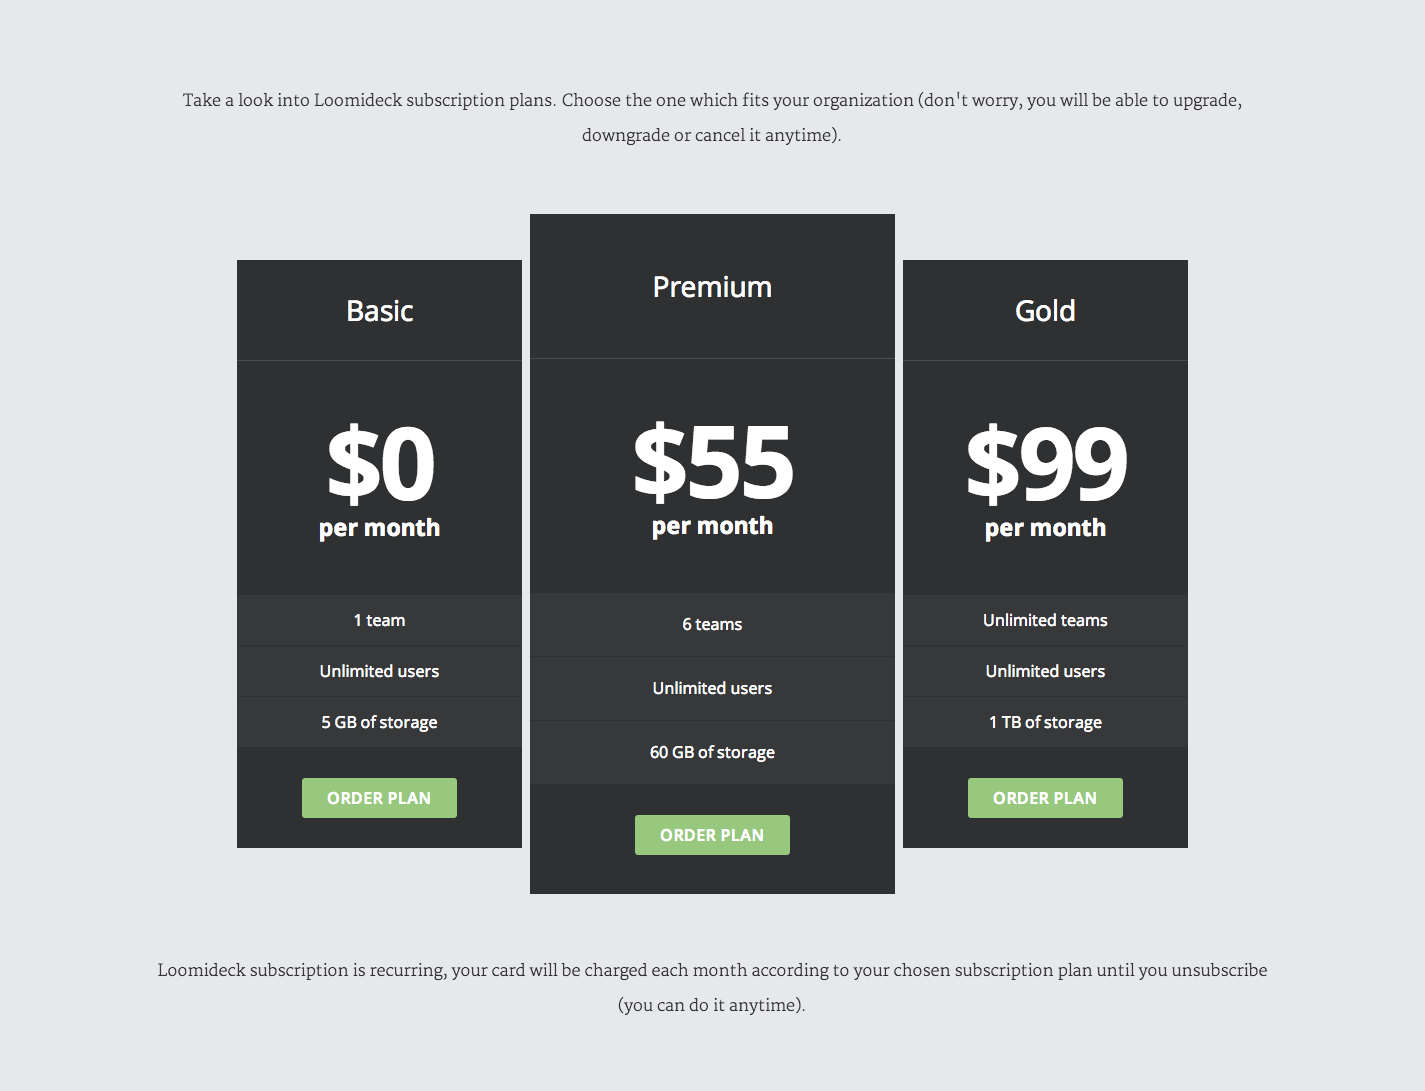 Take a look into Loomideck subscription plans. Choose the one which fits your organization (don't worry, you will be able to upgrade,
downgrade or cancel it anytime).
Basic
$0
per month
1 team
Unlimited users
5 GB of storage
ORDER PLAN
Premium
$55
per month
6 teams
Unlimited users
60 GB of storage
ORDER PLAN
Gold
$99
per month
Unlimited teams
Unlimited users
1 TB of storage
ORDER PLAN
Loomideck subscription is recurring, your card will be charged each month according to your chosen subscription plan until you unsubscribe
(you can do it anytime).